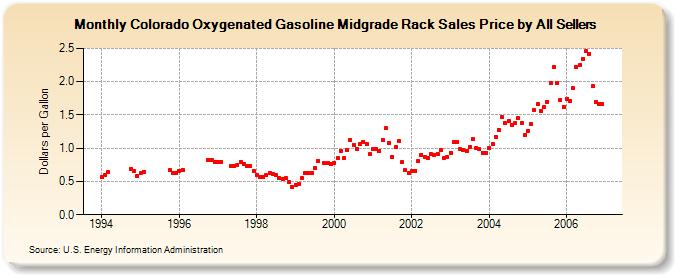 Monthly Colorado Oxygenated Gasoline Midgrade Rack Sales Price by All Sellers
Dollars per Gallon
2.5
2.0
1.5
1.0
0.5
0.0
1994 1996 1998 2000 2002 2004 2006
Source: U.S. Energy Information Administration